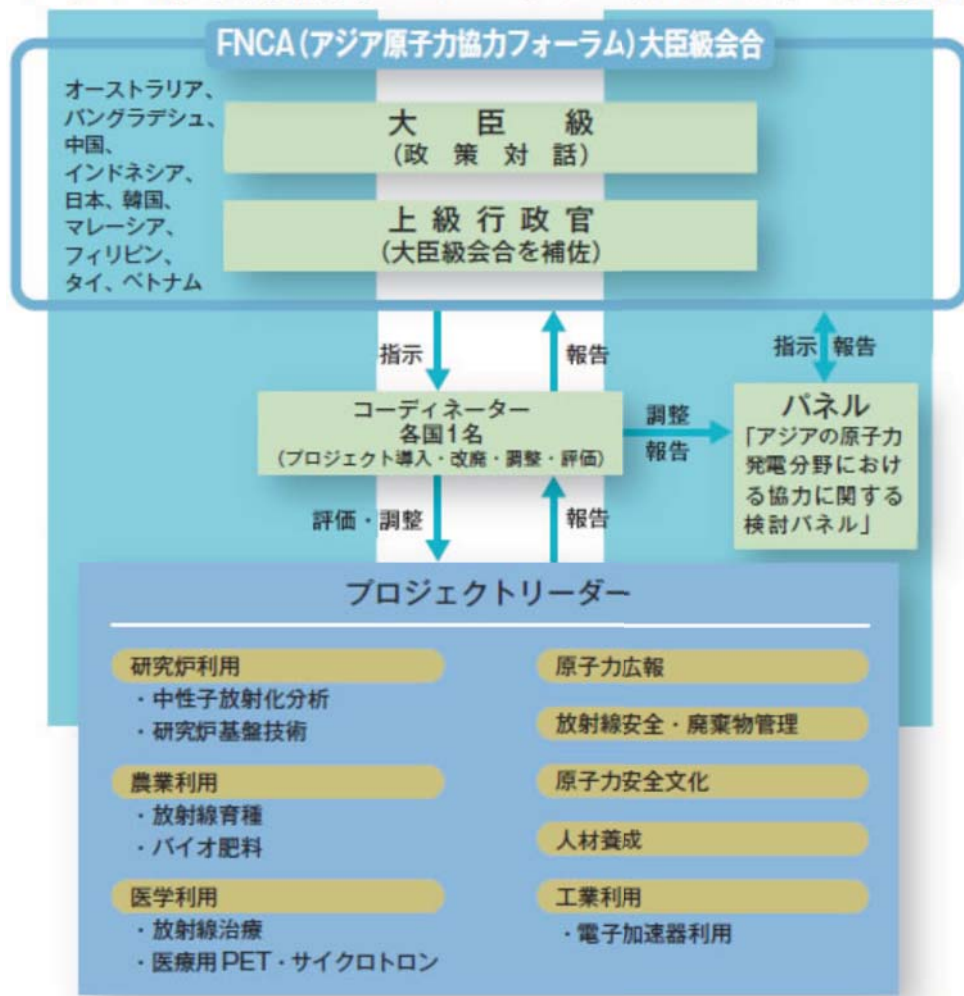 FNCA(アジア原子力協力フォーラム)大臣級会合
オーストラリア、
バングラデシュ、
中国、
インドネシア、
日本、韓国、
マレーシア、
フィリピン、
タイ、ベトナム
大臣級
(政策対話)
上級行政官
(大臣級会合を補佐)
指示
報告
指示
報告
コーディネーター
各国1名
(プロジェクト導入・改廃・調整・評価)
調整
報告
パネル
「アジアの原子力
発電分野におけ
る協力に関する
検討パネル」
評価・調整
報告
プロジェクトリーダー
研究炉利用
・中性子放射化分析
・研究炉基盤技術
農業利用
・放射線育種
・バイオ肥料
医学利用
・放射線治療
・医療用PET・サイクロトロン
原子力広報
放射線安全・廃棄物管理
原子力安全文化
人材養成
工業利用
・電子加速器利用